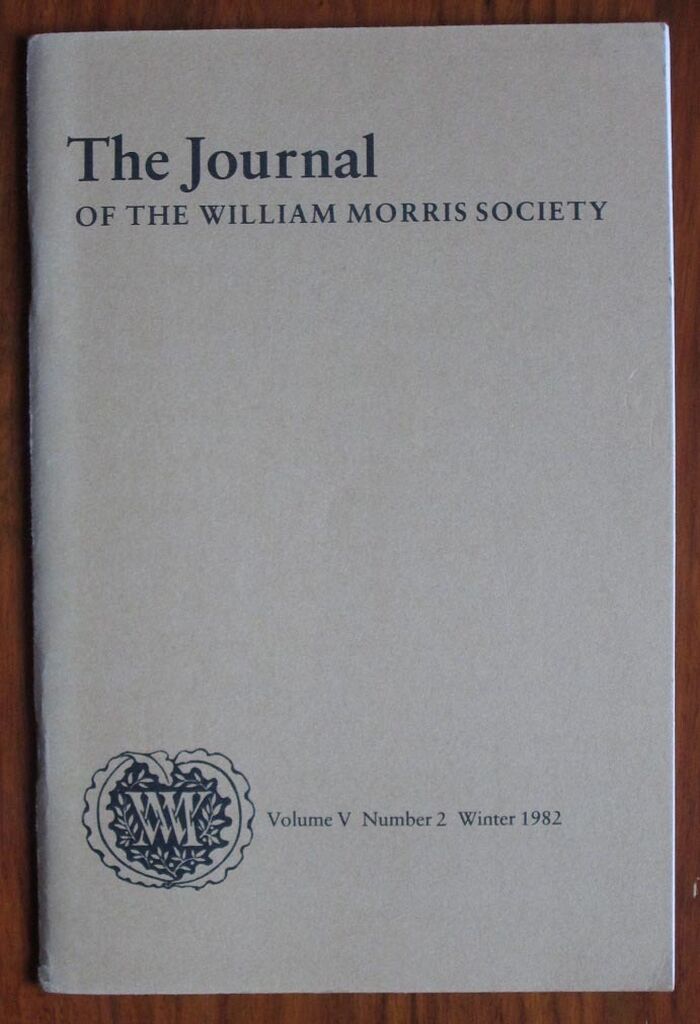 The Journal
OF THE WILLIAM MORRIS SOCIETY
WM
Volume V Number 2 Winter 1982